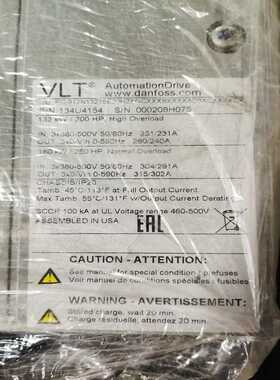 VLT® AutomationDrive
www.danfoss.com
P/N: 134U4154 S/N: 000208H075
132 kW / 200 HP, High Overload
IN: 3x380-500V 50/60Hz 251/231A
OUT: 3x0-Vin 0-590Hz 260/240A
160 kW / 250 HP, Normal Overload
IN: 3x380-500V 50/60Hz 304/291A
OUT: 3x0-Vin 0-590Hz 315/302A
CHASSIS/IP20
Tamb. 45°C/113°F at Full Output Current
Max Tamb. 55°C/131°F w/Output Current Derating
SCCR 100 kA at UL Voltage range 460-500V
ASSEMBLED IN USA
EAC
CAUTION - ATTENTION:
See manual for special condition / prefuses
Voir manuel de conditions speciales / fusibles
WARNING - AVERTISSEMENT:
Stored charge, wait 20 min.
Charge résiduelle, attendez 20 min.